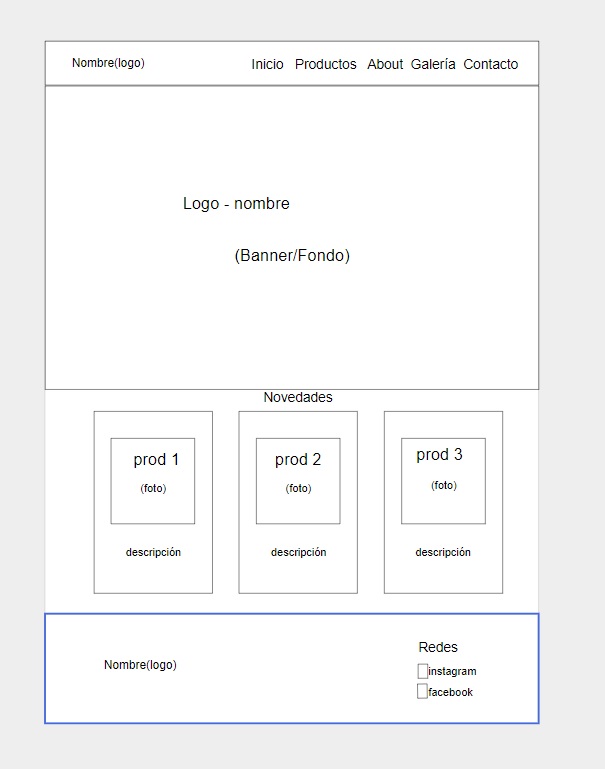 Nombre(logo)
Inicio Productos About Galería Contacto
Logo - nombre
(Banner/Fondo)
Novedades
prod 1
(foto)
descripción
prod 2
(foto)
descripción
prod 3
(foto)
descripción
Nombre(logo)
Redes
instagram
facebook